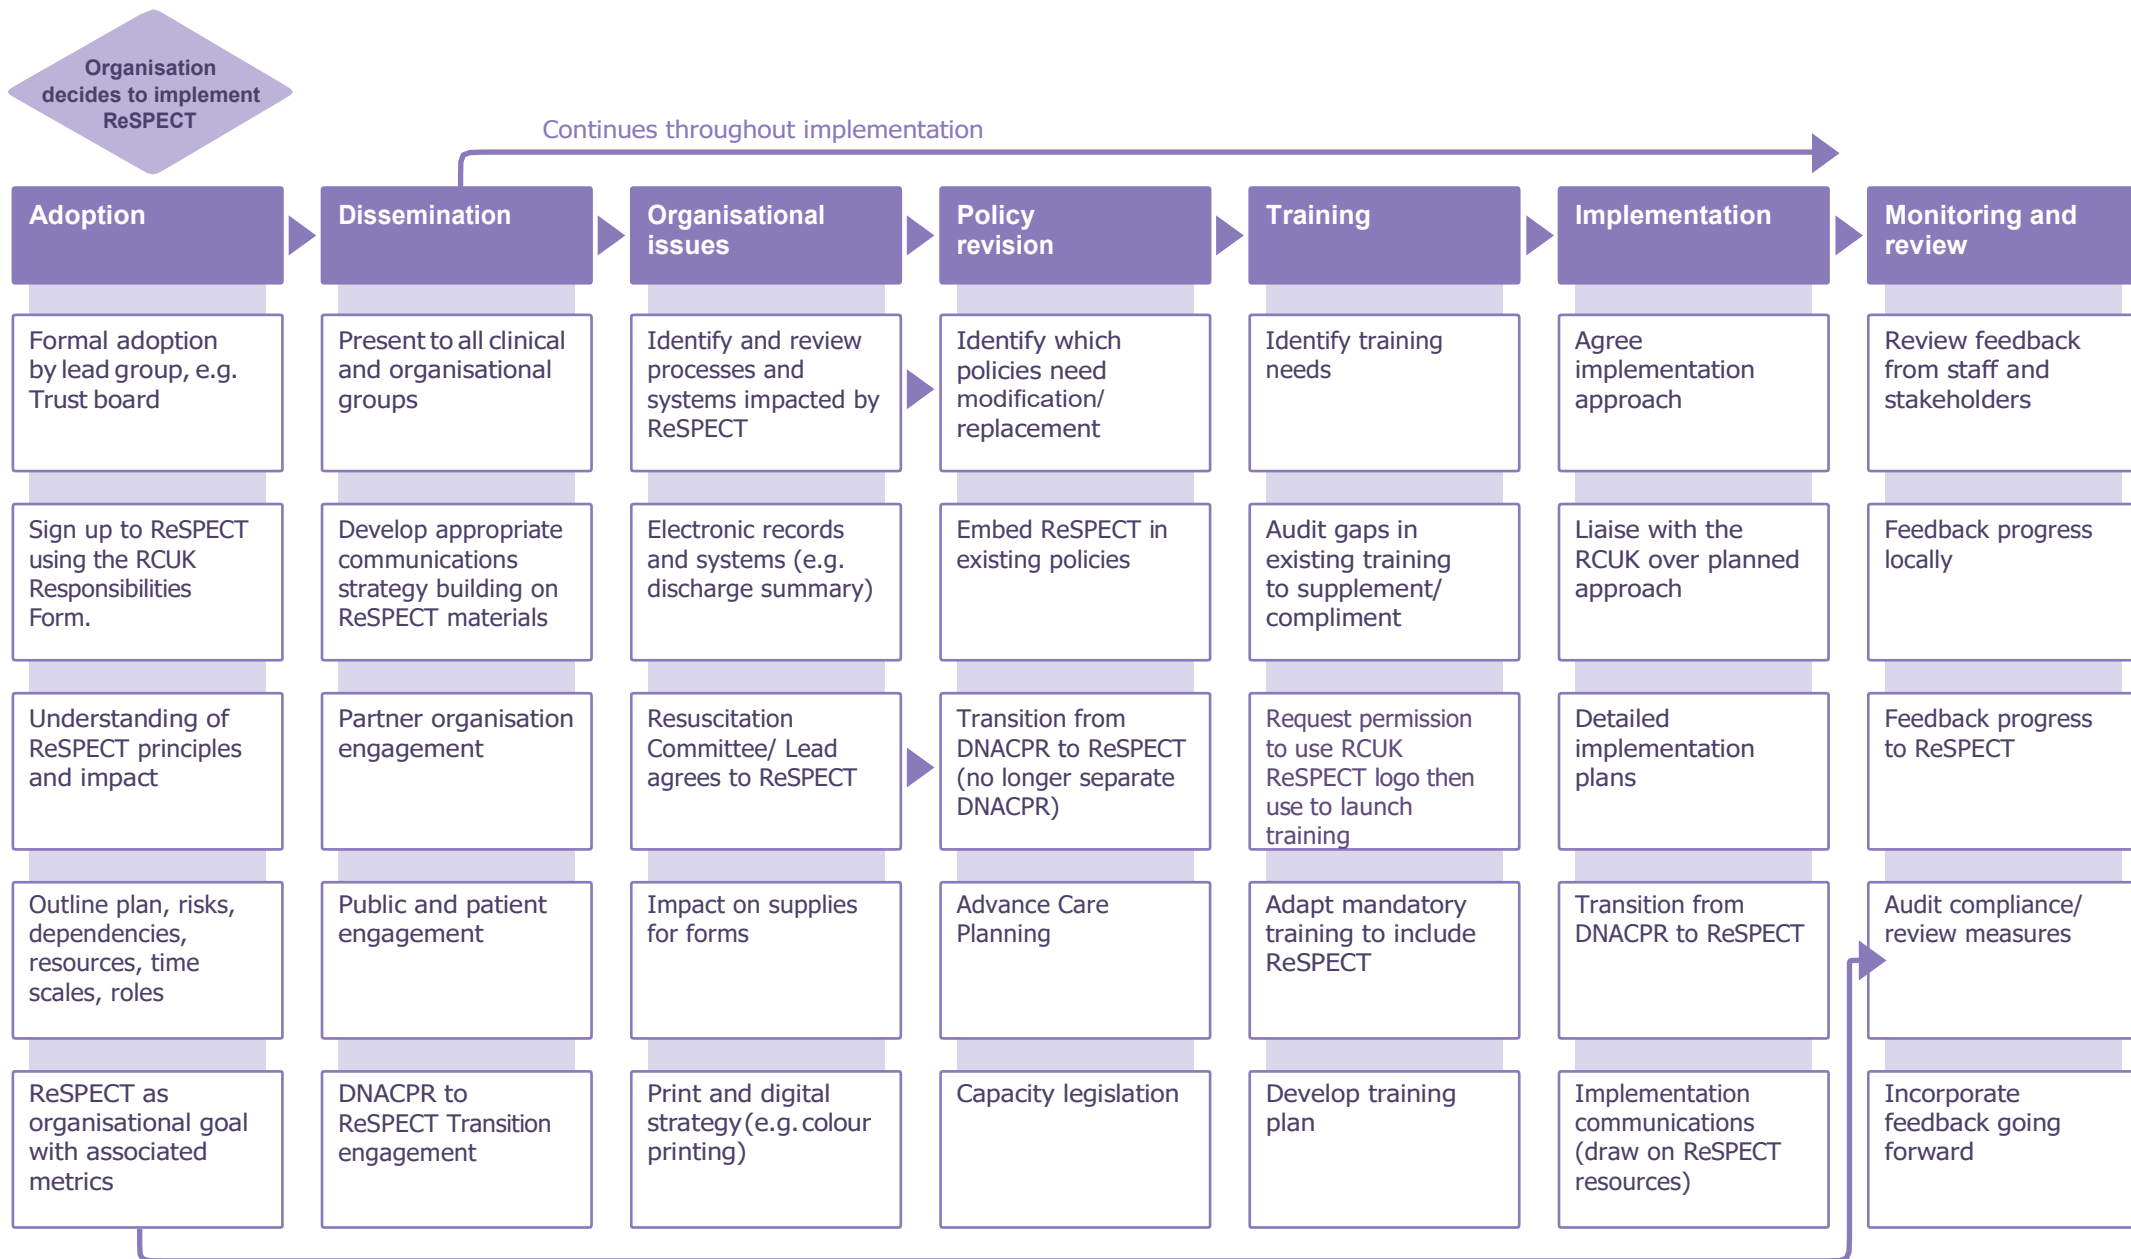 Organisation
decides to implement
ReSPECT
Continues throughout implementation
Adoption
Dissemination
Organisational
issues
Policy
revision
Training
Implementation
Monitoring and
review
Formal adoption
by lead group, e.g.
Trust board
Present to all clinical
and organisational
groups
Identify and review
processes and
systems impacted by
ReSPECT
Identify which
policies need
modification/
replacement
Identify training
needs
Agree
implementation
approach
Review feedback
from staff and
stakeholders
Sign up to ReSPECT
using the RCUK
Responsibilities
Form.
Develop appropriate
communications
strategy building on
ReSPECT materials
Electronic records
and systems (e.g.
discharge summary)
Embed ReSPECT in
existing policies
Audit gaps in
existing training
to supplement/
compliment
Liaise with the
RCUK over planned
approach
Feedback progress
locally
Understanding of
ReSPECT principles
and impact
Partner organisation
engagement
Resuscitation
Committee/ Lead
agrees to ReSPECT
Transition from
DNACPR to ReSPECT
(no longer separate
DNACPR)
Request permission
to use RCUK
ReSPECT logo then
use to launch
training
Detailed
implementation
plans
Feedback progress
to ReSPECT
Outline plan, risks,
dependencies,
resources, time
scales, roles
Public and patient
engagement
Impact on supplies
for forms
Advance Care
Planning
Adapt mandatory
training to include
ReSPECT
Transition from
DNACPR to ReSPECT
Audit compliance/
review measures
ReSPECT as
organisational goal
with associated
metrics
DNACPR to
ReSPECT Transition
engagement
Print and digital
strategy (e.g. colour
printing)
Capacity legislation
Develop training
plan
Implementation
communications
(draw on ReSPECT
resources)
Incorporate
feedback going
forward